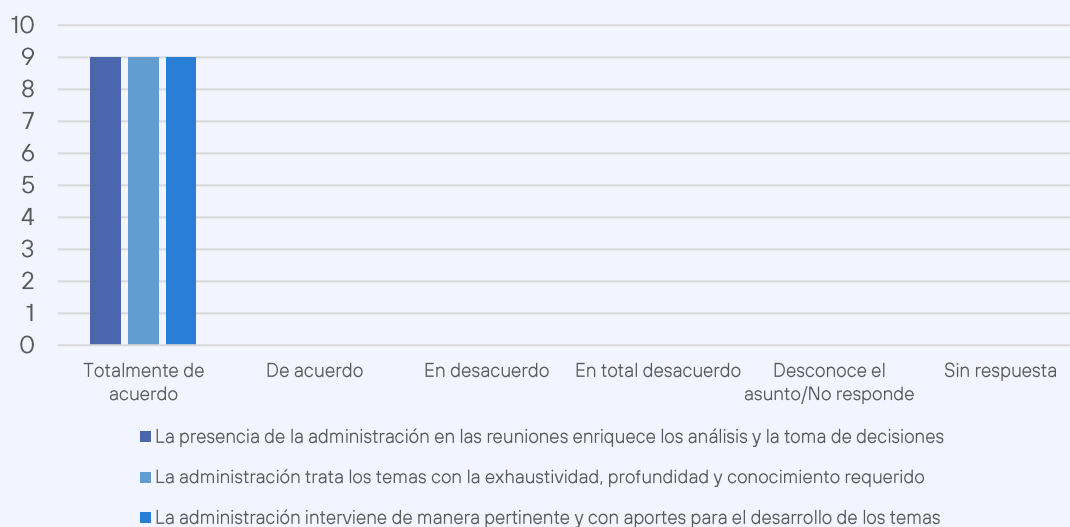 10
9
8
7
6
5
4
3
2
1
0
Totalmente de
acuerdo
De acuerdo
En desacuerdo
En total desacuerdo
Desconoce el
asunto/No responde
Sin respuesta
La presencia de la administración en las reuniones enriquece los análisis y la toma de decisiones
La administración trata los temas con la exhaustividad, profundidad y conocimiento requerido
La administración interviene de manera pertinente y con aportes para el desarrollo de los temas